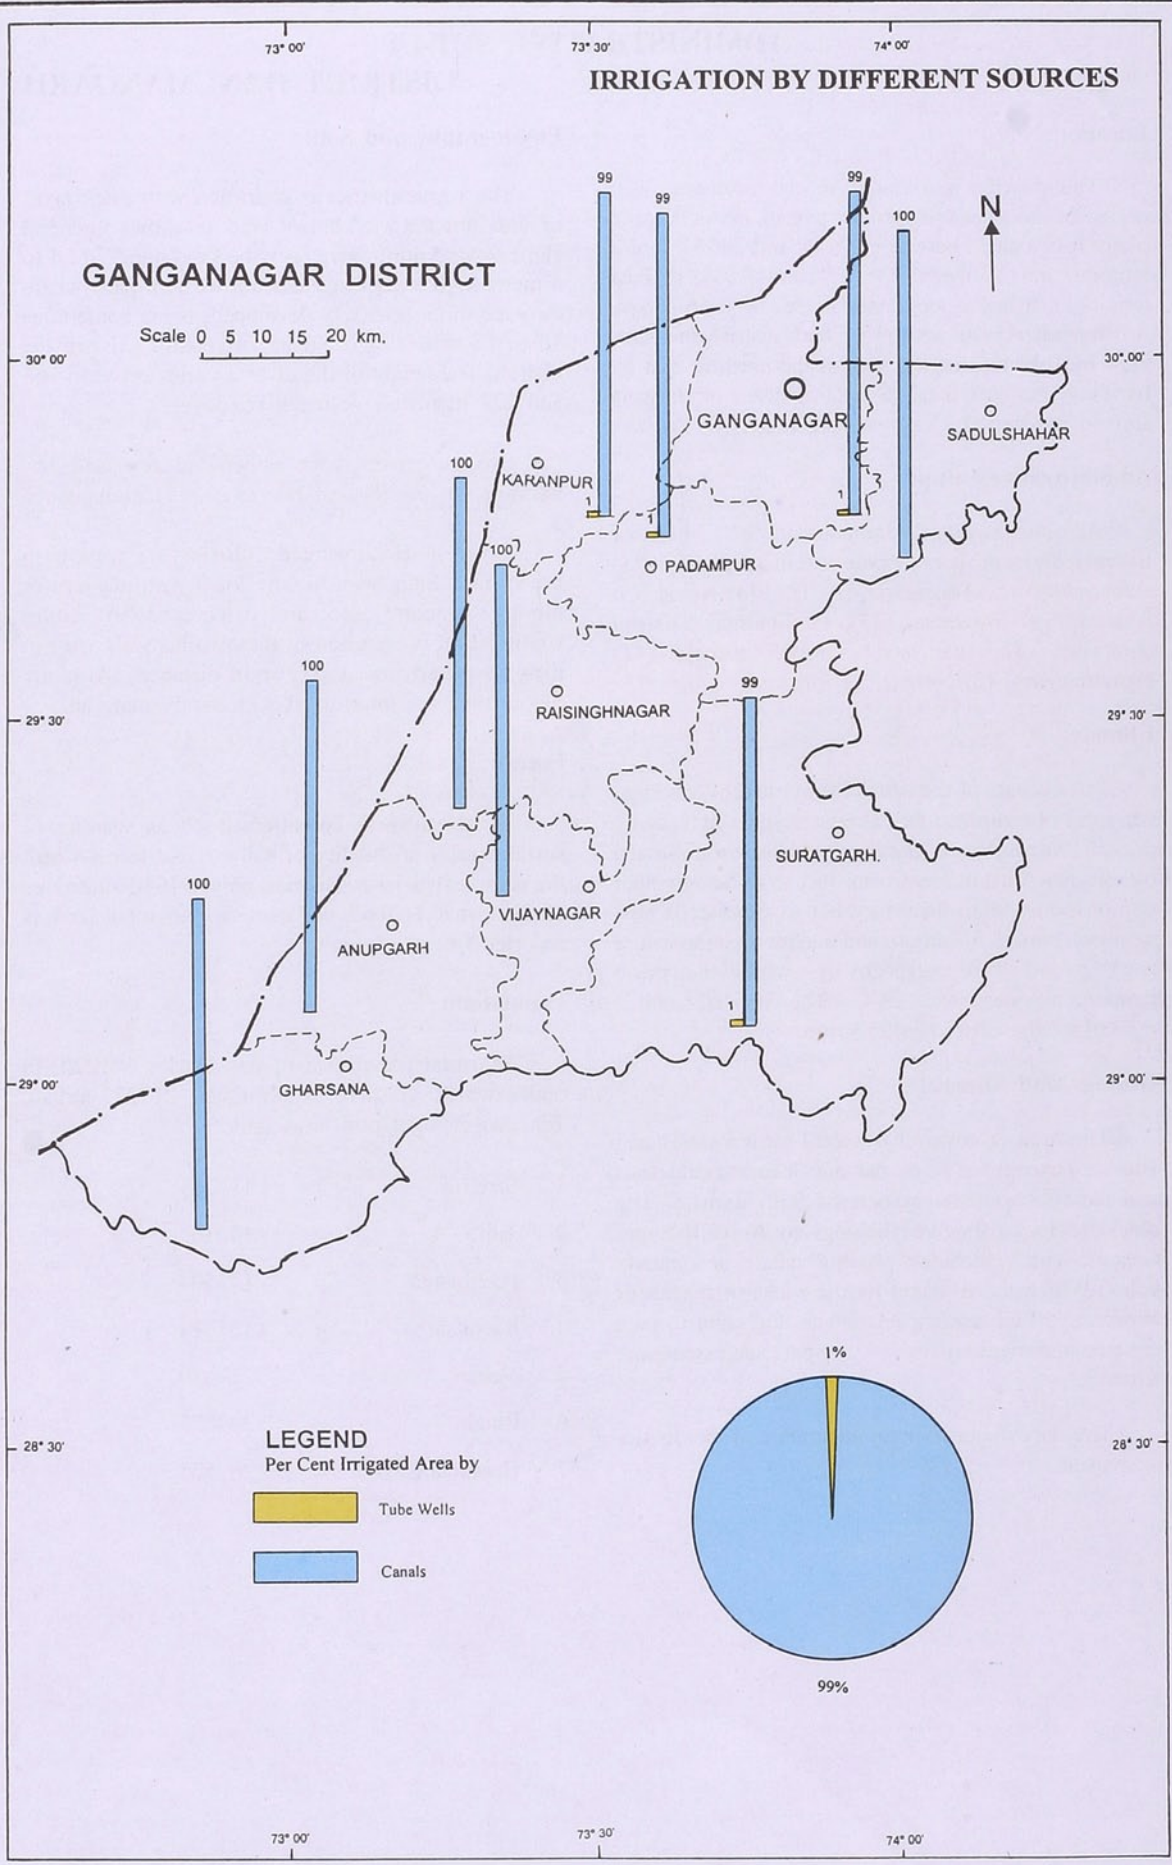 73° 00'
73° 30'
74° 00'
IRRIGATION BY DIFFERENT SOURCES
99
99
99
100
N
GANGANAGAR DISTRICT
Scale 0 5 10 15 20 km.
30° 00'
30° 00'
GANGANAGAR
SADULSHAHAR
100
KARANPUR
1
1
1
100
PADAMPUR
100
99
RAISINGHNAGAR
29° 30'
29° 30'
SURATGARH.
100
VIJAYNAGAR
ANUPGARH
1
29° 00'
29° 00'
GHARSANA
1%
LEGEND
Per Cent Irrigated Area by
28° 30'
28° 30'
Tube Wells
Canals
99%
73° 00'
73° 30'
74° 00'